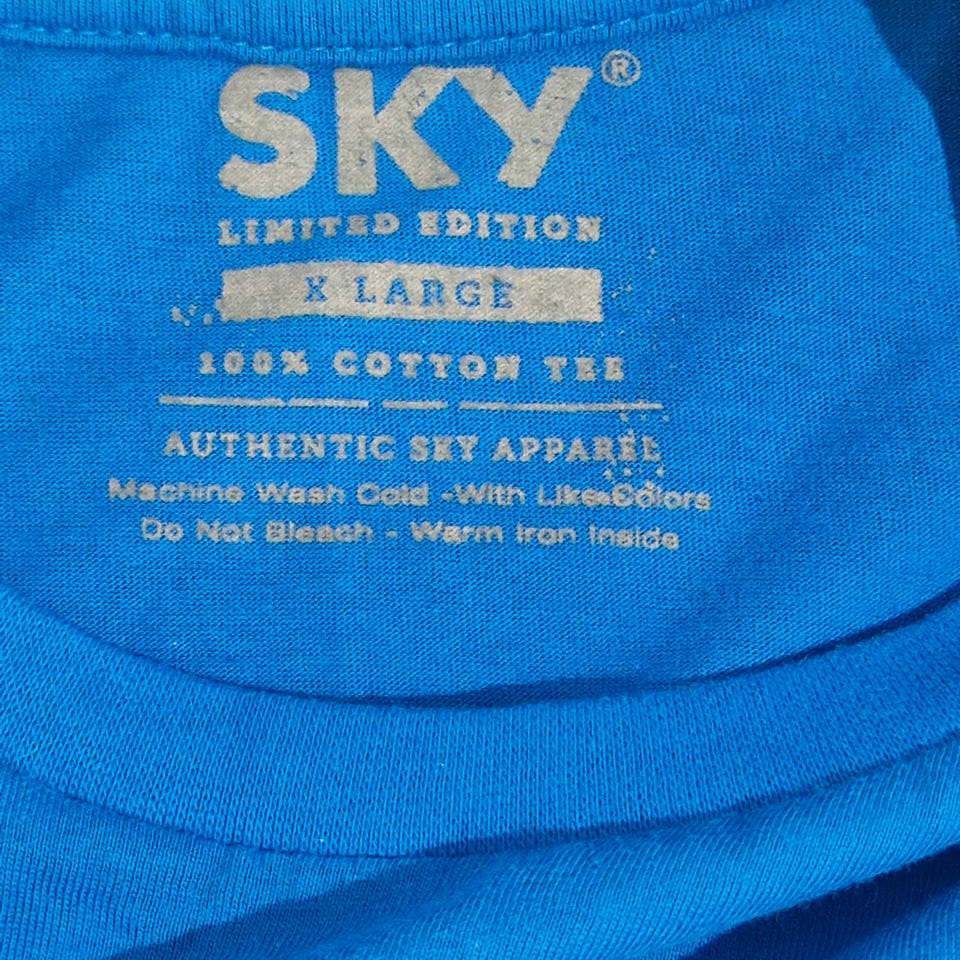 SKY®
LIMITED EDITION
X LARGE
100% COTTON TEE
AUTHENTIC SKY APPAREL
Machine Wash Cold -With Like Colors
Do Not Bleach - Warm Iron Inside